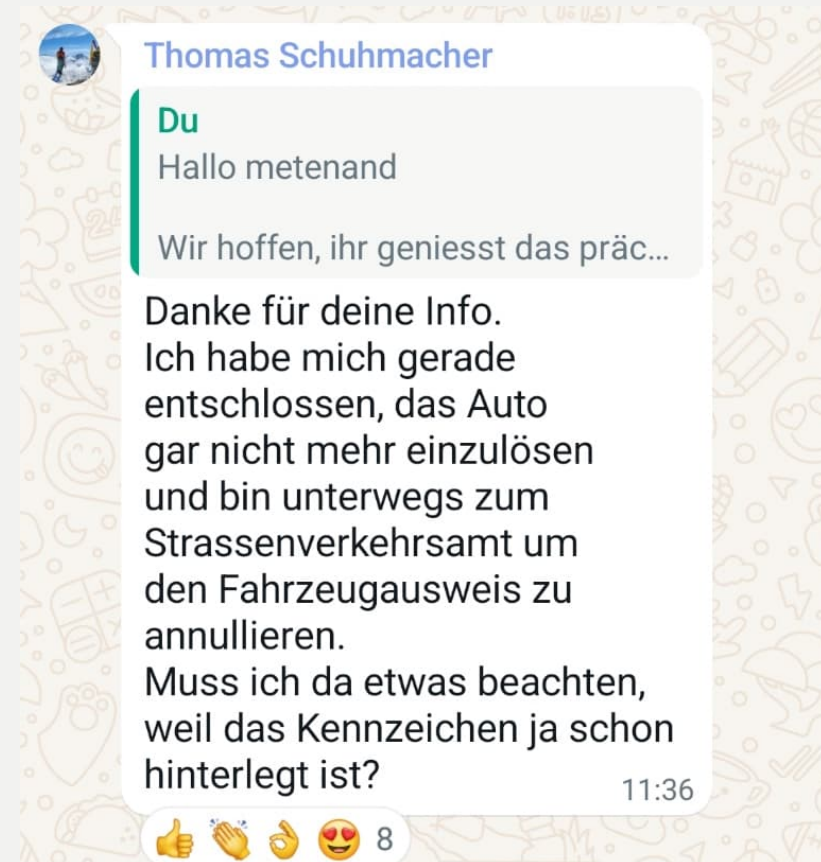 Thomas Schuhmacher
Du
Hallo metenand
Wir hoffen, ihr geniesst das präc...
Danke für deine Info.
Ich habe mich gerade
entschlossen, das Auto
gar nicht mehr einzulösen
und bin unterwegs zum
Strassenverkehrsamt um
den Fahrzeugausweis zu
annullieren.
Muss ich da etwas beachten,
weil das Kennzeichen ja schon
hinterlegt ist?
11:36
👍 👏 👌 😍 8